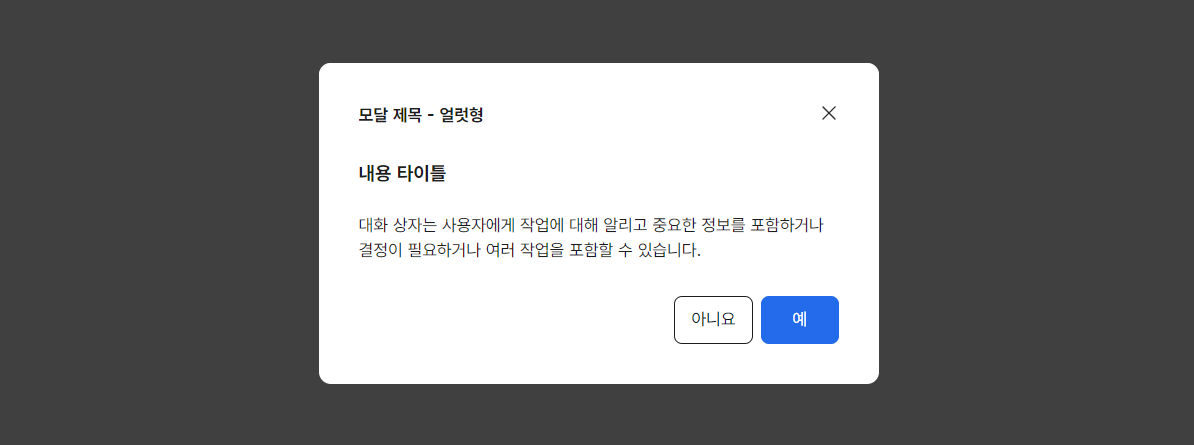 모달 제목 - 얼럿형
내용 타이틀
대화 상자는 사용자에게 작업에 대해 알리고 중요한 정보를 포함하거나
결정이 필요하거나 여러 작업을 포함할 수 있습니다.
아니요 예